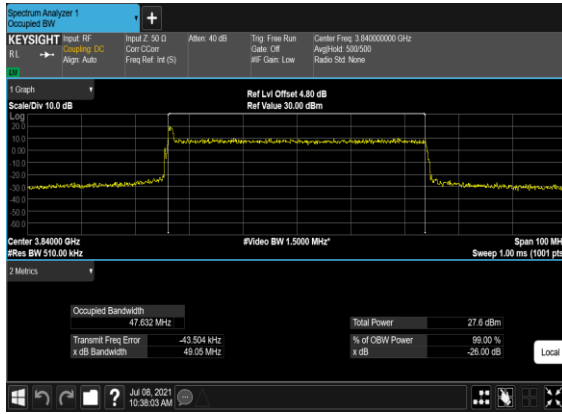 Spectrum Analyzer 1
Occupied BW
KEYSIGHT
RL
LW
Input: RF
Coupling: DC
Align: Auto
Input Z: 50 Ω
Corr CCorr
Freq Ref: Int (S)
Atten: 40 dB
Trig: Free Run
Gate: Off
#IF Gain: Low
Center Freq: 3.840000000 GHz
Avg|Hold: 500/500
Radio Std: None
1 Graph
Scale/Div 10.0 dB
Ref Lvl Offset 4.80 dB
Ref Value 30.00 dBm
Log
20.0
10.0
0.00
-10.0
-20.0
-30.0
-40.0
-50.0
-60.0
Center 3.84000 GHz
#Res BW 510.00 kHz
#Video BW 1.5000 MHz*
Span 100 MH
Sweep 1.00 ms (1001 pts
2 Metrics
Occupied Bandwidth
47.632 MHz
Transmit Freq Error -43.504 kHz
x dB Bandwidth 49.05 MHz
Total Power 27.6 dBm
% of OBW Power 99.00 %
x dB -26.00 dB
Local
?
Jul 08, 2021
10:38:03 AM